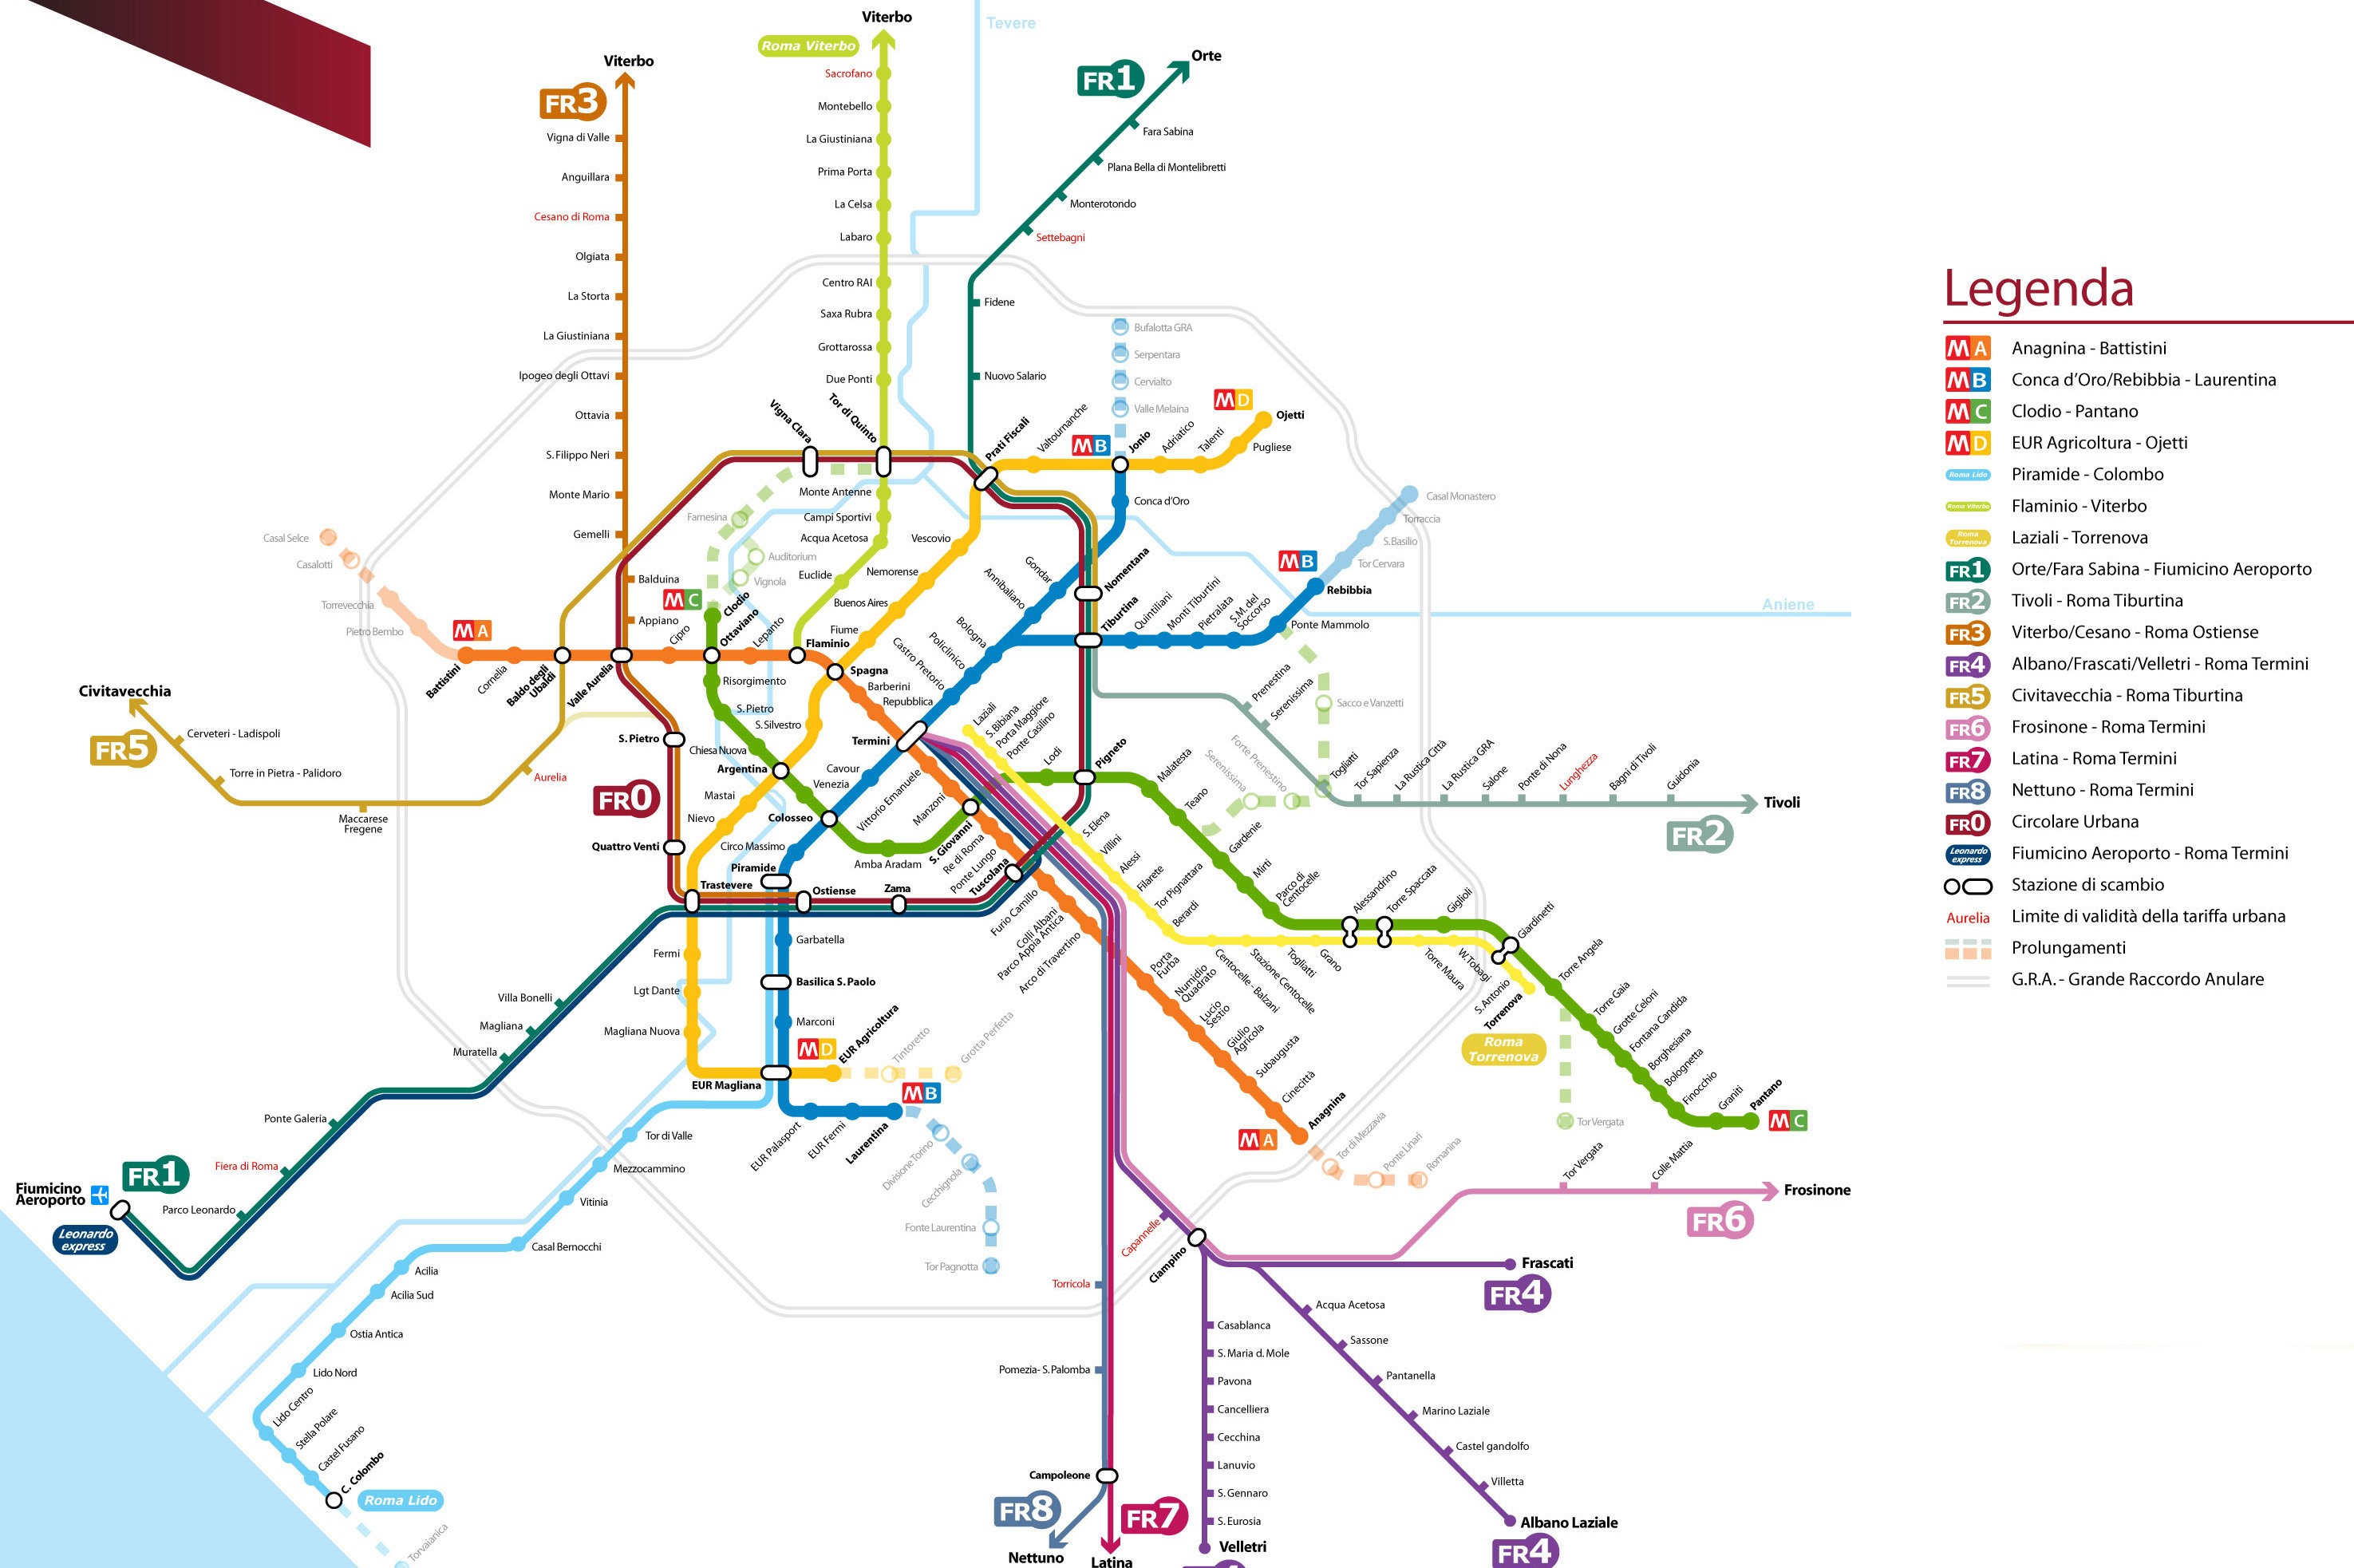 Viterbo
Roma Viterbo
Tevere
Orte
FR1
Viterbo
FR3
Sacrofano
Montebello
La Giustiniana
Prima Porta
La Celsa
Labaro
Centro RAI
Saxa Rubra
Grottarossa
Due Ponti
Tor di Quinto
Vigna Clara
Monte Antenne
Campi Sportivi
Acqua Acetosa
Euclide
Fara Sabina
Plana Bella di Montelibretti
Monterotondo
Settebagni
Fidene
Nuovo Salario
Prati Fiscali
Vigna di Valle
Anguillara
Cesano di Roma
Olgiata
La Storta
La Giustiniana
Ipogeo degli Ottavi
Ottavia
S. Filippo Neri
Monte Mario
Gemelli
Balduina
Appiano
Bufalotta GRA
Serpentara
Cervialto
Valle Melaina
MB
Jonio
Conca d'Oro
Valtournanche
Adriatico
Talenti
Pugliese
MD
Ojetti
Casal Monastero
Torraccia
S.Basilio
Tor Cervara
MB
Rebibbia
Ponte Mammolo
S.M. del
Soccorso
Pietralata
Monti Tiburtini
Quintiliani
Tiburtina
Nomentana
Aniene
Farnesina
Auditorium
Vignola
MC
Clodio
Ottaviano
Cipro
Lepanto
Flaminio
Spagna
Barberini
Repubblica
Termini
Casal Selce
Casalotti
Torrevecchia
Pietro Bembo
MA
Battistini
Cornelia
Baldo degli
Ubaldi
Valle Aurelia
Vescovio
Nemorense
Buenos Aires
Fiume
Gondar
Annibaliano
Bologna
Policlinico
Castro Pretorio
Civitavecchia
FR5
Cerveteri - Ladispoli
Torre in Pietra - Palidoro
Maccarese
Fregene
Aurelia
Risorgimento
S. Pietro
Chiesa Nuova
S. Silvestro
Argentina
Venezia
Cavour
Colosseo
Circo Massimo
Piramide
Mastai
Nievo
S. Pietro
FR0
Quattro Venti
Trastevere
Ostiense
Zama
Tuscolana
Vittorio Emanuele
Manzoni
S. Giovanni
Amba Aradam
Re di Roma
Ponte Lungo
Furio Camillo
Colli Albani
Parco Appia Antica
Arco di Travertino
Porta
Furba
Numidio
Quadrato
Lucio
Sestio
Giulio
Agricola
Subaugusta
Cinecittà
Anagnina
MA
Tor di Mezzavia
Ponte Linari
Romanina
Laziali
S. Bibiana
Porta Maggiore
Ponte Casilino
Lodi
Pigneto
Malatesta
Teano
Gardenie
Mirti
Parco di
Centocelle
Alessandrino
Torre Spaccata
Giglioli
Giardinetti
Torre Angela
Torre Gaia
Grotte Celoni
Fontana Candida
Borghesiana
Bolognetta
Finocchio
Graniti
Pantano
MC
S. Elena
Villini
Alessi
Filarete
Tor Pignattara
Berardi
Centocelle - Balzani
Stazione Centocelle
Togliatti
Grano
Torre Maura
W. Tobagi
S. Antonio
Torrenova
Roma
Torrenova
Tor Vergata
Prenestina
Serenissima
Sacco e Vanzetti
Serenissima
Forte Prenestino
Togliatti
Tor Sapienza
La Rustica Città
La Rustica GRA
Salone
Ponte di Nona
Lunghezza
Bagni di Tivoli
Guidonia
Tivoli
FR2
Fermi
Lgt Dante
Magliana Nuova
EUR Magliana
Garbatella
Basilica S. Paolo
Marconi
MD
EUR Agricoltura
Tintoretto
Grotta Perfetta
MB
EUR Palasport
EUR Fermi
Laurentina
Divisione Torino
Cecchignola
Fonte Laurentina
Tor Pagnotta
Villa Bonelli
Magliana
Muratella
Ponte Galeria
Fiera di Roma
Parco Leonardo
Fiumicino
Aeroporto
FR1
Leonardo
express
Tor di Valle
Mezzocammino
Vitinia
Casal Bernocchi
Acilia
Acilia Sud
Ostia Antica
Lido Nord
Lido Centro
Stella Polare
Castel Fusano
C. Colombo
Roma Lido
Torvaianica
Tor Vergata
Colle Mattia
Frosinone
FR6
Capannelle
Ciampino
Torricola
Pomezia- S. Palomba
Campoleone
FR8
Nettuno
FR7
Latina
Casablanca
S. Maria d. Mole
Pavona
Cancelliera
Cecchina
Lanuvio
S. Gennaro
S. Eurosia
Velletri
Frascati
FR4
Acqua Acetosa
Sassone
Pantanella
Marino Laziale
Castel gandolfo
Villetta
Albano Laziale
FR4
Legenda
MA Anagnina - Battistini
MB Conca d'Oro/Rebibbia - Laurentina
MC Clodio - Pantano
MD EUR Agricoltura - Ojetti
Roma Lido Piramide - Colombo
Roma Viterbo Flaminio - Viterbo
Roma Torrenova Laziali - Torrenova
FR1 Orte/Fara Sabina - Fiumicino Aeroporto
FR2 Tivoli - Roma Tiburtina
FR3 Viterbo/Cesano - Roma Ostiense
FR4 Albano/Frascati/Velletri - Roma Termini
FR5 Civitavecchia - Roma Tiburtina
FR6 Frosinone - Roma Termini
FR7 Latina - Roma Termini
FR8 Nettuno - Roma Termini
FR0 Circolare Urbana
Leonardo express Fiumicino Aeroporto - Roma Termini
Stazione di scambio
Aurelia Limite di validità della tariffa urbana
Prolungamenti
G.R.A. - Grande Raccordo Anulare